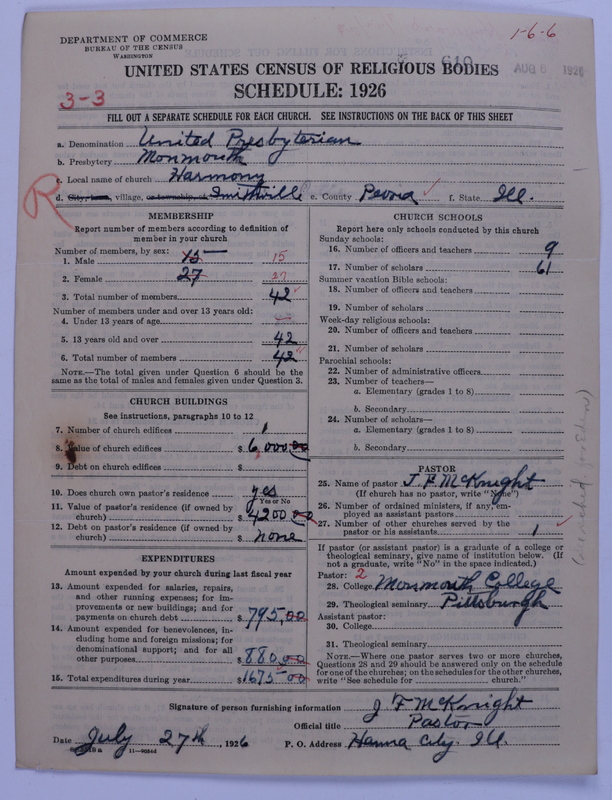 1-6-6
DEPARTMENT OF COMMERCE
BUREAU OF THE CENSUS
WASHINGTON
610
AUG 6 1926
UNITED STATES CENSUS OF RELIGIOUS BODIES
SCHEDULE: 1926
3-3
FILL OUT A SEPARATE SCHEDULE FOR EACH CHURCH. SEE INSTRUCTIONS ON THE BACK OF THIS SHEET
a. Denomination United Presbyterian
b. Presbytery Monmouth
c. Local name of church Harmony
R
d. City, town, village, or township of Smithville e. County Peoria f. State Ill.
MEMBERSHIP
Report number of members according to definition of
member in your church
Number of members, by sex:
1. Male 15 15
2. Female 27 27
3. Total number of members 42
Number of members under and over 13 years old:
4. Under 13 years of age
5. 13 years old and over 42
6. Total number of members 42
NOTE.—The total given under Question 6 should be
same as the total of males and females given under Question 3.
CHURCH BUILDINGS
See instructions, paragraphs 10 to 12
7. Number of church edifices 1
8. Value of church edifices $ 6,000 00
9. Debt on church edifices $
10. Does church own pastor's residence yes
Yes or No
11. Value of pastor's residence (if owned by
church) $ 4200 00
12. Debt on pastor's residence (if owned by
church) $ none
EXPENDITURES
Amount expended by your church during last fiscal year
13. Amount expended for salaries, repairs,
and other running expenses; for im-
provements or new buildings; and for
payments on church debt $ 795,00
14. Amount expended for benevolences, in-
cluding home and foreign missions; for
denominational support; and for all
other purposes $ 880 00
15. Total expenditures during year $ 1675 00
CHURCH SCHOOLS
Report here only schools conducted by this church
Sunday schools:
16. Number of officers and teachers 9
17. Number of scholars 61
Summer vacation Bible schools:
18. Number of officers and teachers
19. Number of scholars
Week-day religious schools:
20. Number of officers and teachers
21. Number of scholars
Parochial schools:
22. Number of administrative officers
23. Number of teachers—
a. Elementary (grades 1 to 8)
b. Secondary
24. Number of scholars—
a. Elementary (grades 1 to 8)
b. Secondary
PASTOR
25. Name of pastor J. F. McKnight
(If church has no pastor, write "None")
26. Number of ordained ministers, if any, em-
ployed as assistant pastors
27. Number of other churches served by the
pastor or his assistants 1
If pastor (or assistant pastor) is a graduate of a college or
theological seminary, give name of institution below. (If
not a graduate, write "No" in the space indicated.)
Pastor: 2
28. College Monmouth College
29. Theological seminary Pittsburgh
Assistant pastor:
30. College
31. Theological seminary
NOTE.—Where one pastor serves two or more churches,
Questions 28 and 29 should be answered only on the schedule
for one of the churches; on the schedules for the other churches,
write "See schedule for church."
Signature of person furnishing information J F McKnight
Official title Pastor
Date July 27th, 1926 P. O. Address Hanna City. Ill.